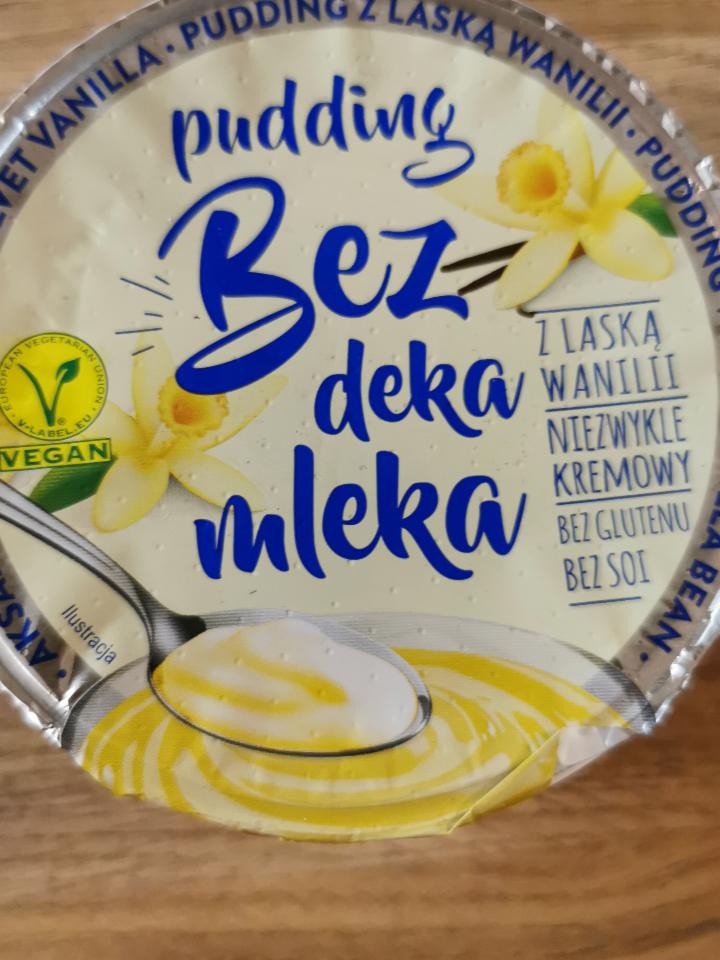 VET VANILLA • PUDDING Z LASKĄ WANILII • PUDDING
pudding
Bez
deka
mleka
Z LASKĄ
WANILII
NIEZWYKLE
KREMOWY
BEZ GLUTENU
BEZ SOI
EUROPEAN VEGETARIAN UNION
V-LABEL.EU
VEGAN
Ilustracja
BEAN •